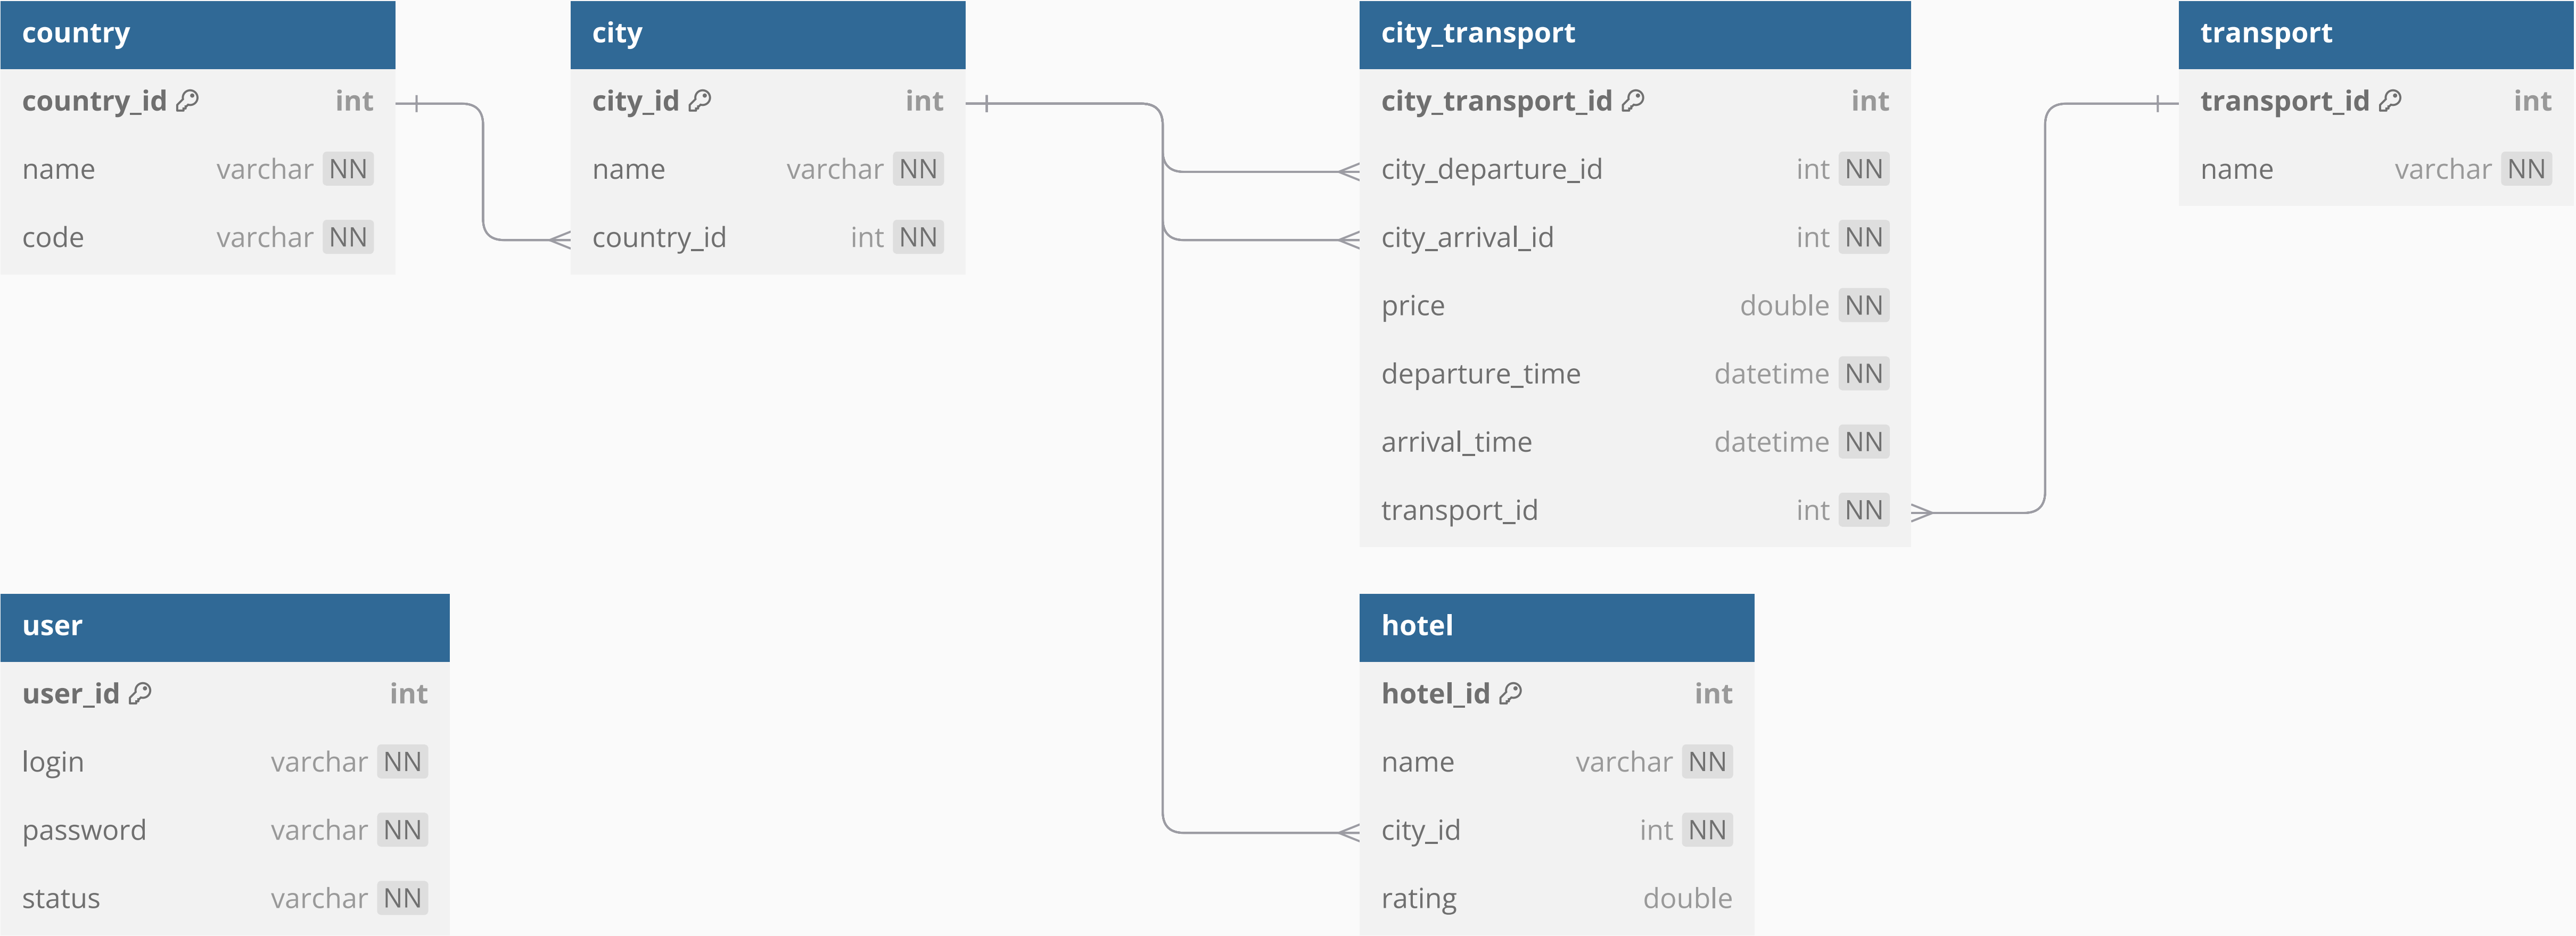 country
country_id int
name varchar NN
code varchar NN
city
city_id int
name varchar NN
country_id int NN
city_transport
city_transport_id int
city_departure_id int NN
city_arrival_id int NN
price double NN
departure_time datetime NN
arrival_time datetime NN
transport_id int NN
transport
transport_id int
name varchar NN
user
user_id int
login varchar NN
password varchar NN
status varchar NN
hotel
hotel_id int
name varchar NN
city_id int NN
rating double